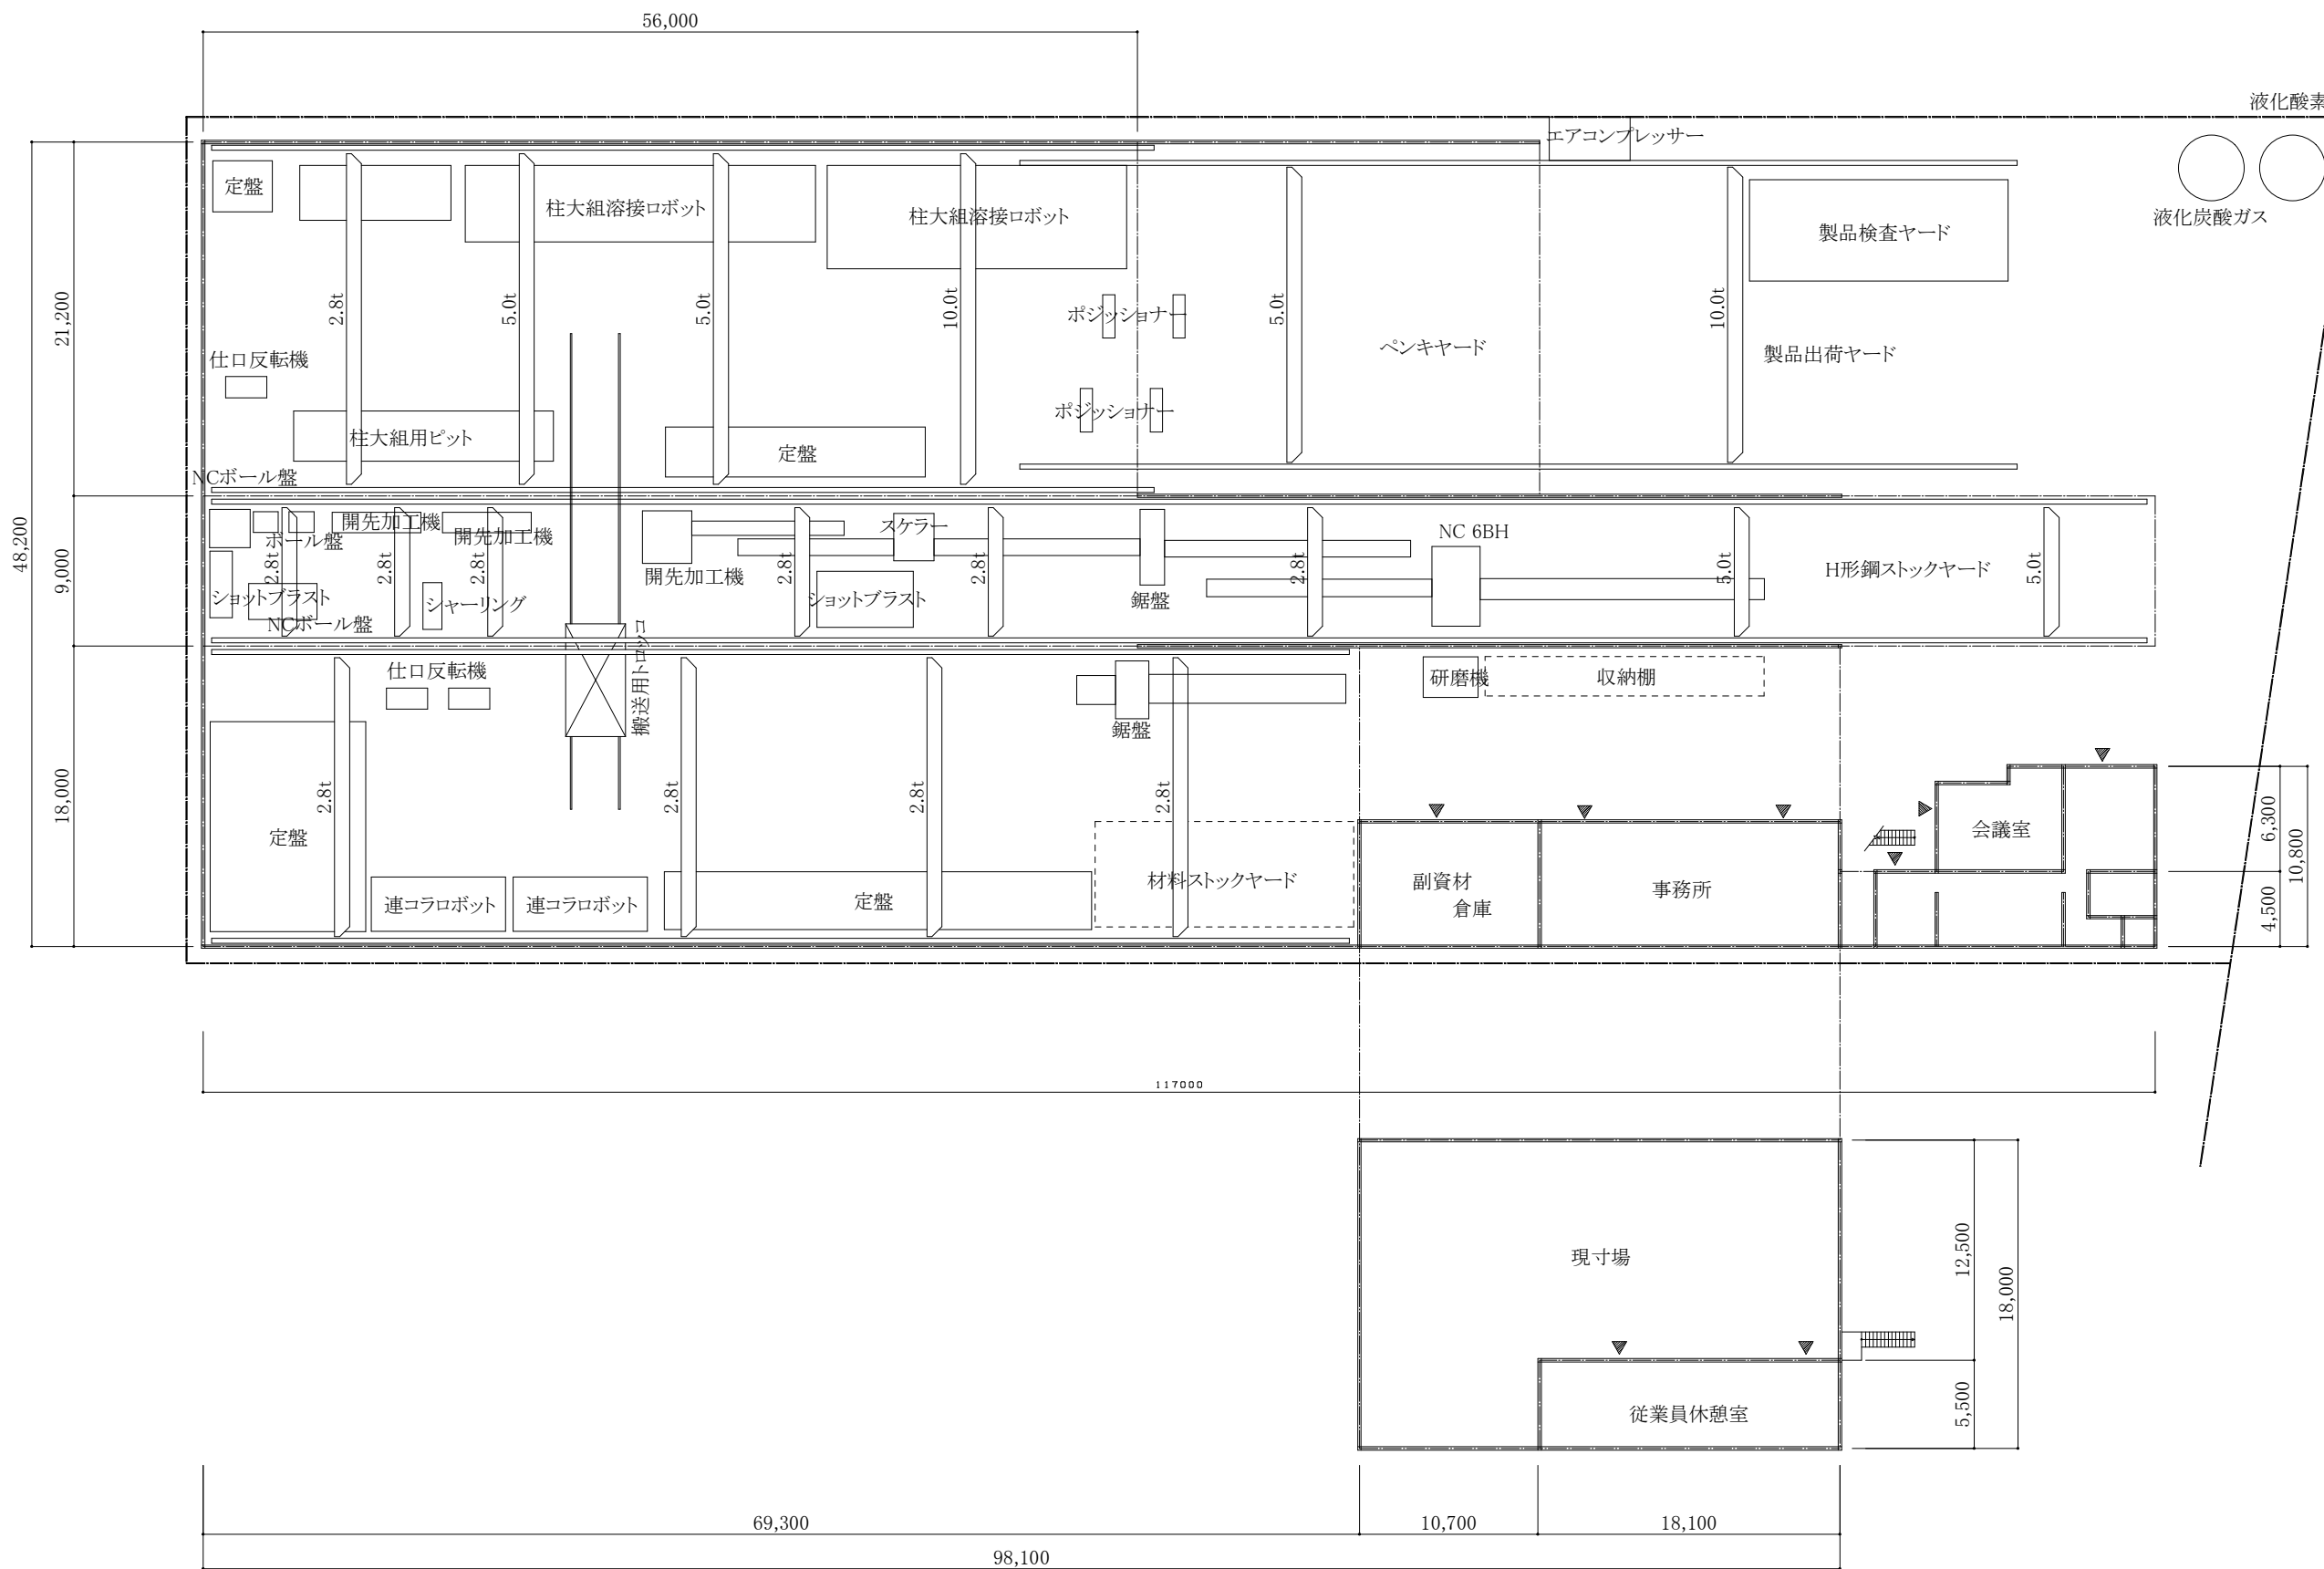 56,000
液化酸素
エアコンプレッサー
定盤
柱大組溶接ロボット
柱大組溶接ロボット
製品検査ヤード
液化炭酸ガス
2.8t
5.0t
5.0t
10.0t
5.0t
10.0t
ポジッショナー
ペンキヤード
製品出荷ヤード
仕口反転機
ポジッショナー
柱大組用ピット
定盤
21,200
NCボール盤
開先加工機
開先加工機
ボール盤
スケラー
NC 6BH
2.8t
2.8t
2.8t
2.8t
2.8t
2.8t
5.0t
5.0t
開先加工機
H形鋼ストックヤード
ショットブラスト
シャーリング
ショットブラスト
鋸盤
NCボール盤
48,200
9,000
搬送用トロッコ
仕口反転機
研磨機
収納棚
鋸盤
2.8t
2.8t
2.8t
2.8t
18,000
定盤
会議室
6,300
10,800
4,500
連コラロボット
連コラロボット
定盤
材料ストックヤード
副資材
倉庫
事務所
117000
現寸場
12,500
18,000
5,500
従業員休憩室
69,300
10,700
18,100
98,100